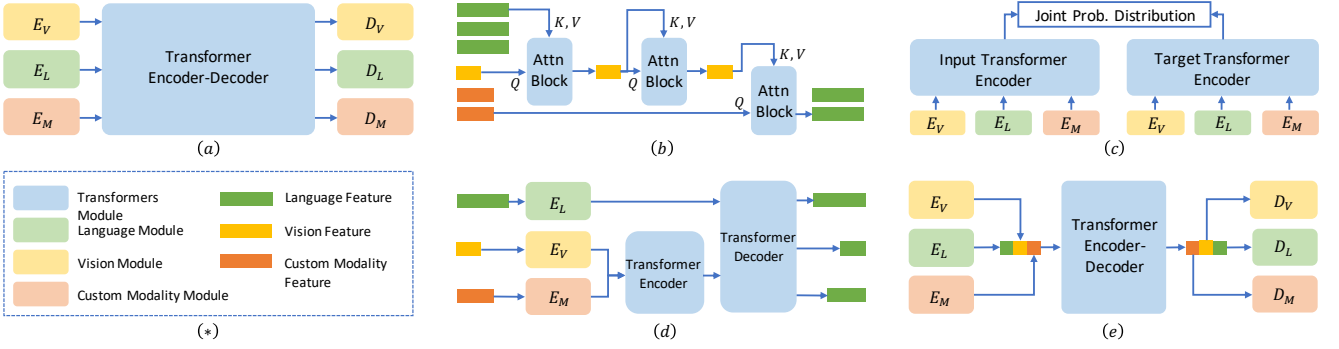 E_V
E_L
E_M
Transformer
Encoder-Decoder
D_V
D_L
D_M
(a)
K, V
K, V
K, V
Q
Attn
Block
Q
Attn
Block
Q
Attn
Block
(b)
Joint Prob. Distribution
Input Transformer
Encoder
Target Transformer
Encoder
E_V
E_L
E_M
E_V
E_L
E_M
(c)
Transformers
Module
Language Module
Vision Module
Custom Modality Module
Language Feature
Vision Feature
Custom Modality
Feature
(*)
E_L
E_V
E_M
Transformer
Encoder
Transformer
Decoder
(d)
E_V
E_L
E_M
Transformer
Encoder-
Decoder
D_V
D_L
D_M
(e)